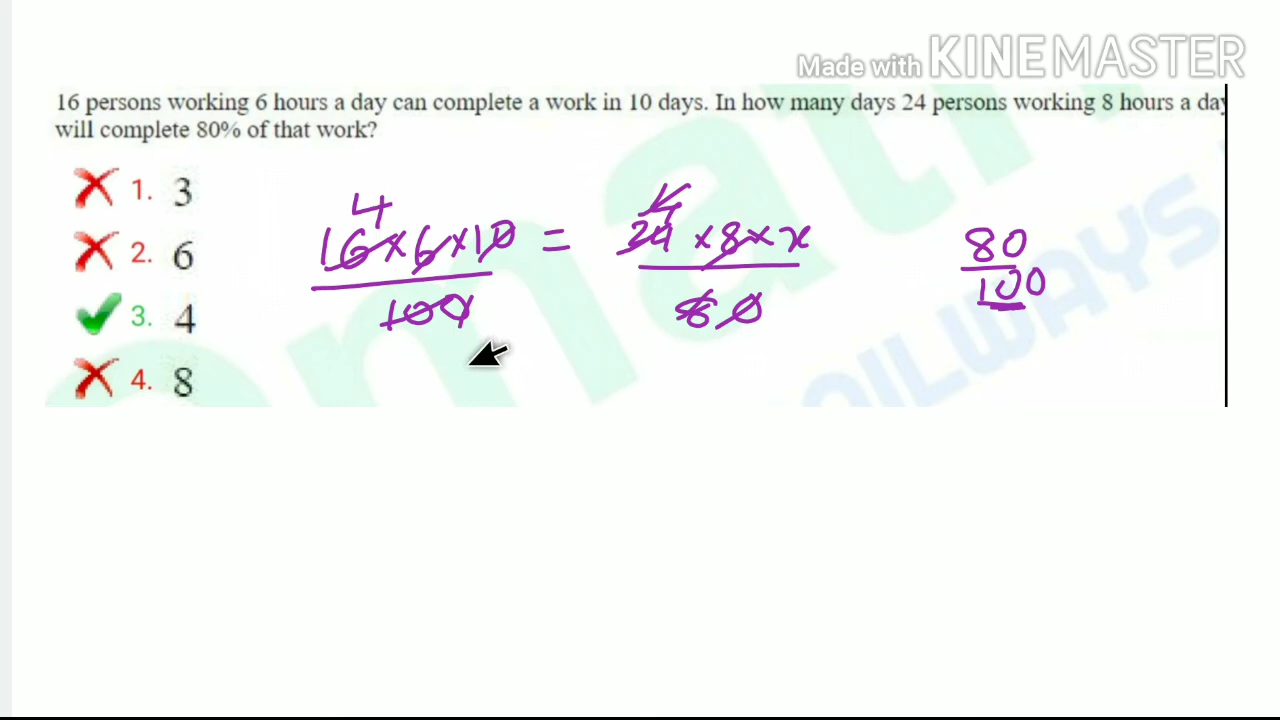 Made with KINEMASTER
16 persons working 6 hours a day can complete a work in 10 days. In how many days 24 persons working 8 hours a day
will complete 80% of that work?
1. 3
2. 6
3. 4
4. 8
4 4
16×6×10 = 24×8×x 80
100 80 100
AILWAYS